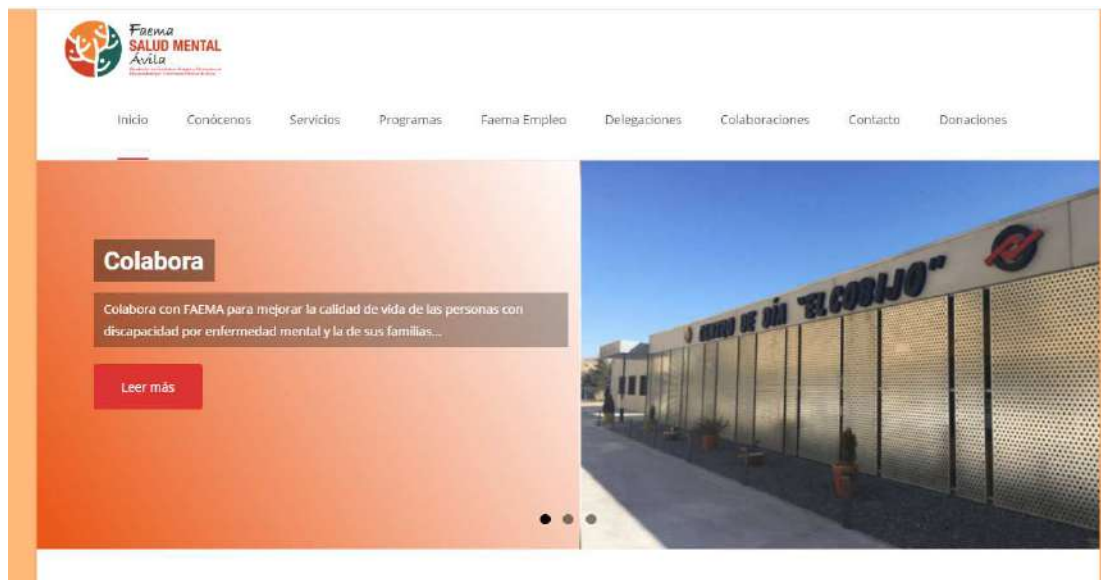 Faema
SALUD MENTAL
Ávila
Inicio Conócenos Servicios Programas Faema Empleo Delegaciones Colaboraciones Contacto Donaciones
Colabora
Colabora con FAEMA para mejorar la calidad de vida de las personas con
discapacidad por enfermedad mental y la de sus familias...
Leer más
CENTRO DE DÍA "EL COBIJO"